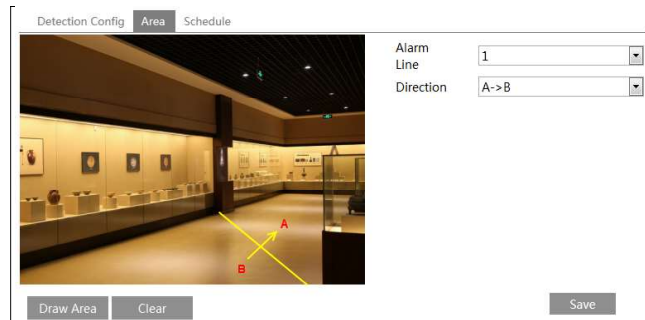 Detection Config Area Schedule
Alarm
Line
1
Direction
A->B
A
B
Draw Area Clear
Save